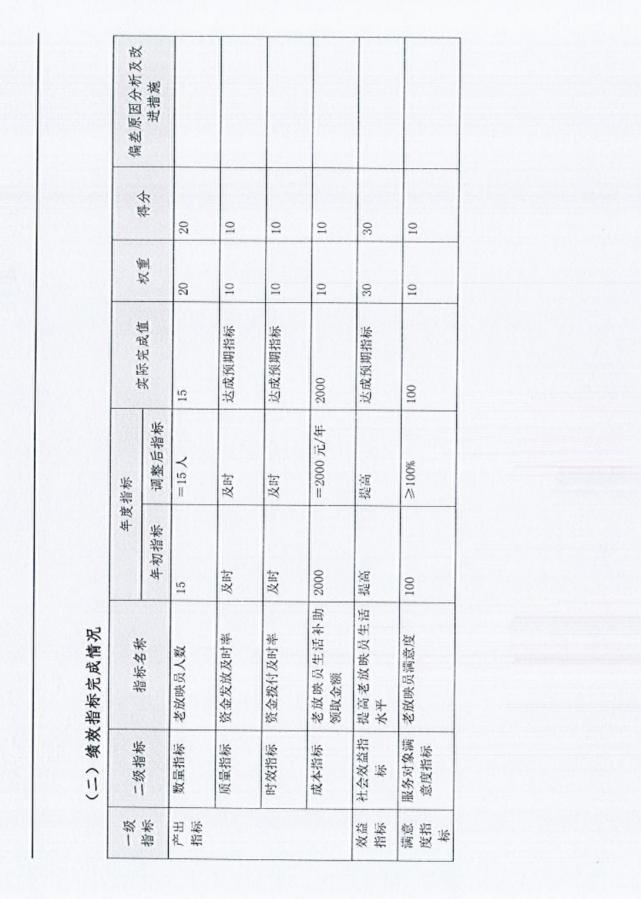 （二）绩效指标完成情况
一级指标 二级指标 指标名称 年度指标 实际完成值 权重 得分 偏差原因分析及改进措施
年初指标 调整后指标
产出指标 数量指标 老放映员人数 15 ＝15人 15 20 20
质量指标 资金发放及时率 及时 及时 达成预期指标 10 10
时效指标 资金拨付及时率 及时 及时 达成预期指标 10 10
成本指标 老放映员生活补助领取金额 2000 ＝2000元/年 2000 10 10
效益指标 社会效益指标 提高老放映员生活水平 提高 提高 达成预期指标 30 30
满意度指标 服务对象满意度指标 老放映员满意度 100 ≥100% 100 10 10